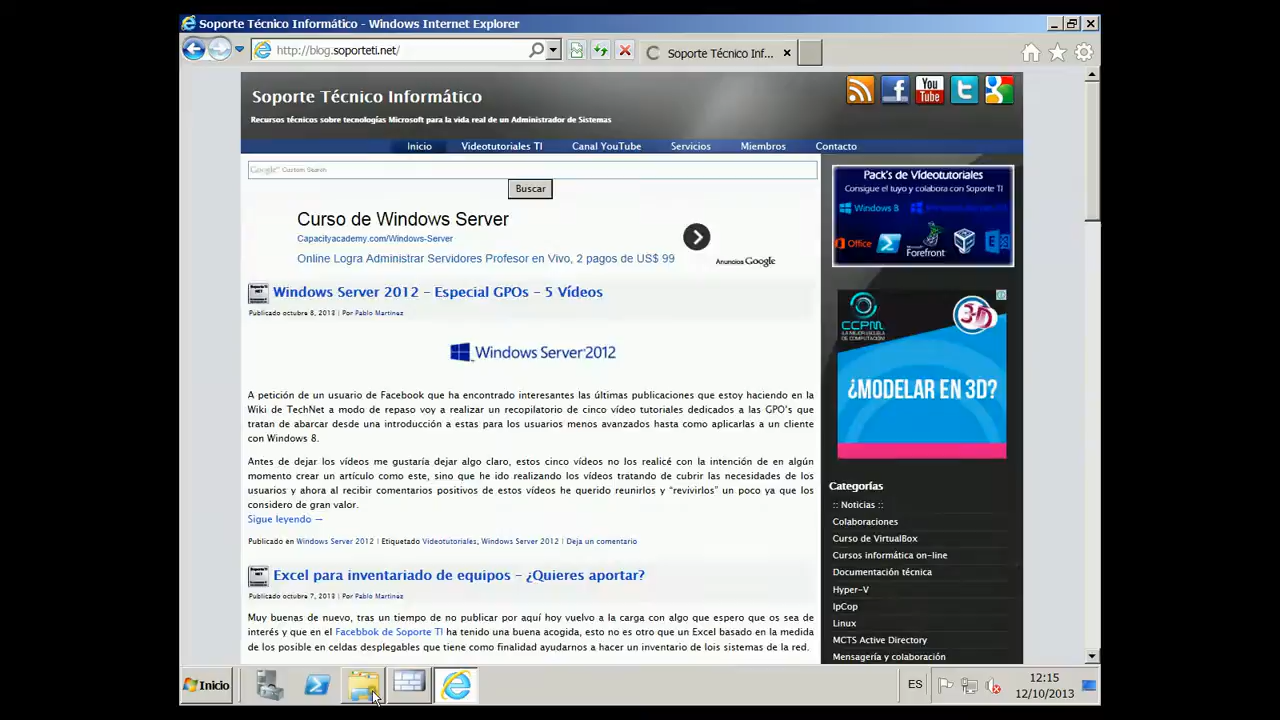 Soporte Técnico Informático - Windows Internet Explorer
http://blog.soporteti.net/
Soporte Técnico Inf...
Soporte Técnico Informático
Recursos técnicos sobre tecnologías Microsoft para la vida real de un Administrador de Sistemas
You Tube
Inicio Videotutoriales TI Canal YouTube Servicios Miembros Contacto
Google™ Custom Search
Buscar
Curso de Windows Server
Capacityacademy.com/Windows-Server
Online Logra Administrar Servidores Profesor en Vivo, 2 pagos de US$ 99
Anuncios Google
Windows Server 2012 – Especial GPOs – 5 Vídeos
Publicado octubre 8, 2013 | Por Pablo Martínez
Windows Server 2012
A petición de un usuario de Facebook que ha encontrado interesantes las últimas publicaciones que estoy haciendo en la
Wiki de TechNet a modo de repaso voy a realizar un recopilatorio de cinco vídeo tutoriales dedicados a las GPO's que
tratan de abarcar desde una introducción a estas para los usuarios menos avanzados hasta como aplicarlas a un cliente
con Windows 8.
Antes de dejar los vídeos me gustaría dejar algo claro, estos cinco vídeos no los realicé con la intención de en algún
momento crear un artículo como este, sino que he ido realizando los vídeos tratando de cubrir las necesidades de los
usuarios y ahora al recibir comentarios positivos de estos vídeos he querido reunirlos y "revivirlos" un poco ya que los
considero de gran valor.
Sigue leyendo →
Publicado en Windows Server 2012 | Etiquetado Videotutoriales, Windows Server 2012 | Deja un comentario
Excel para inventariado de equipos – ¿Quieres aportar?
Publicado octubre 7, 2013 | Por Pablo Martínez
Muy buenas de nuevo, tras un tiempo de no publicar por aquí hoy vuelvo a la carga con algo que espero que os sea de
interés y que en el Facebbok de Soporte TI ha tenido una buena acogida, esto no es otro que un Excel basado en la medida
de los posible en celdas desplegables que tiene como finalidad ayudarnos a hacer un inventario de lois sistemas de la red.
Pack's de Vídeotutoriales
Consigue el tuyo y colabora con Soporte TI
Windows 8
Office
Forefront
CCPM
¡LA MEJOR ESCUELA DE COMPUTACIÓN!
3-D
¿MODELAR EN 3D?
Categorías
:: Noticias ::
Colaboraciones
Curso de VirtualBox
Cursos informática on-line
Documentación técnica
Hyper-V
IpCop
Linux
MCTS Active Directory
Mensagería y colaboración
Inicio
ES
12:15
12/10/2013